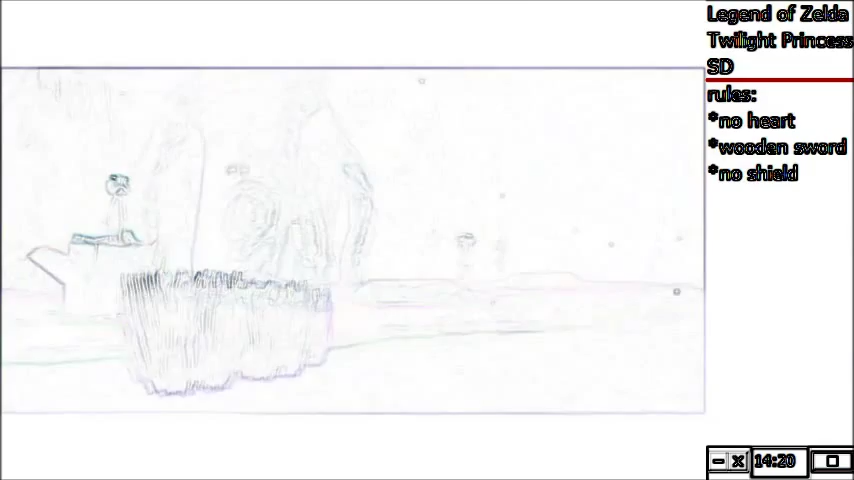 Legend of Zelda
Twilight Princess
SD
rules:
*no heart
*wooden sword
*no shield
14:20